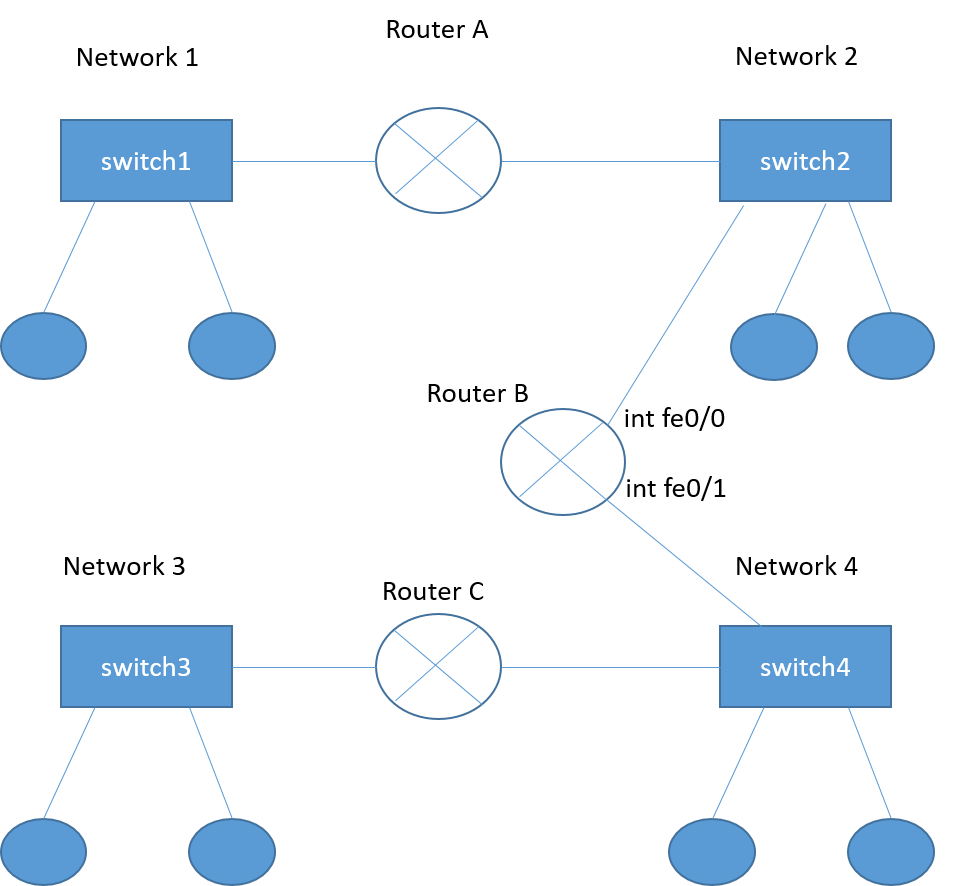 Router A
Network 1
Network 2
switch1
switch2
Router B
int fe0/0
int fe0/1
Network 3
Network 4
Router C
switch3
switch4